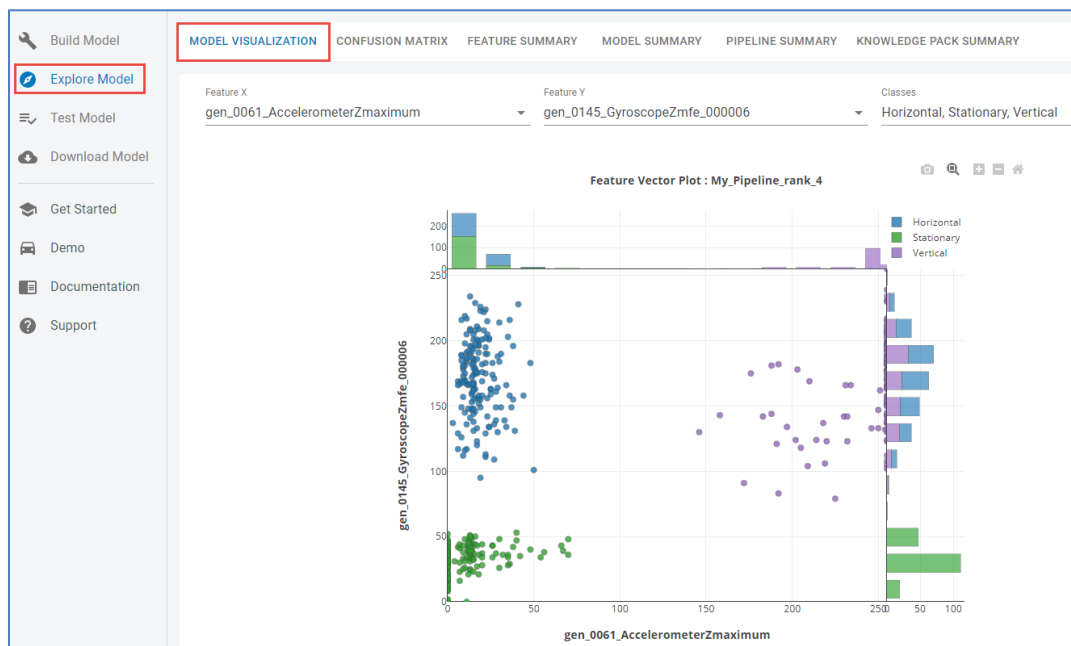 Build Model
Explore Model
Test Model
Download Model
Get Started
Demo
Documentation
Support
MODEL VISUALIZATION CONFUSION MATRIX FEATURE SUMMARY MODEL SUMMARY PIPELINE SUMMARY KNOWLEDGE PACK SUMMARY
Feature X
gen_0061_AccelerometerZmaximum
Feature Y
gen_0145_GyroscopeZmfe_000006
Classes
Horizontal, Stationary, Vertical
Feature Vector Plot : My_Pipeline_rank_4
Horizontal
Stationary
Vertical
200
100
0
250
200
150
100
50
0
gen_0145_GyroscopeZmfe_000006
0 50 100 150 200 250
0 50 100
gen_0061_AccelerometerZmaximum